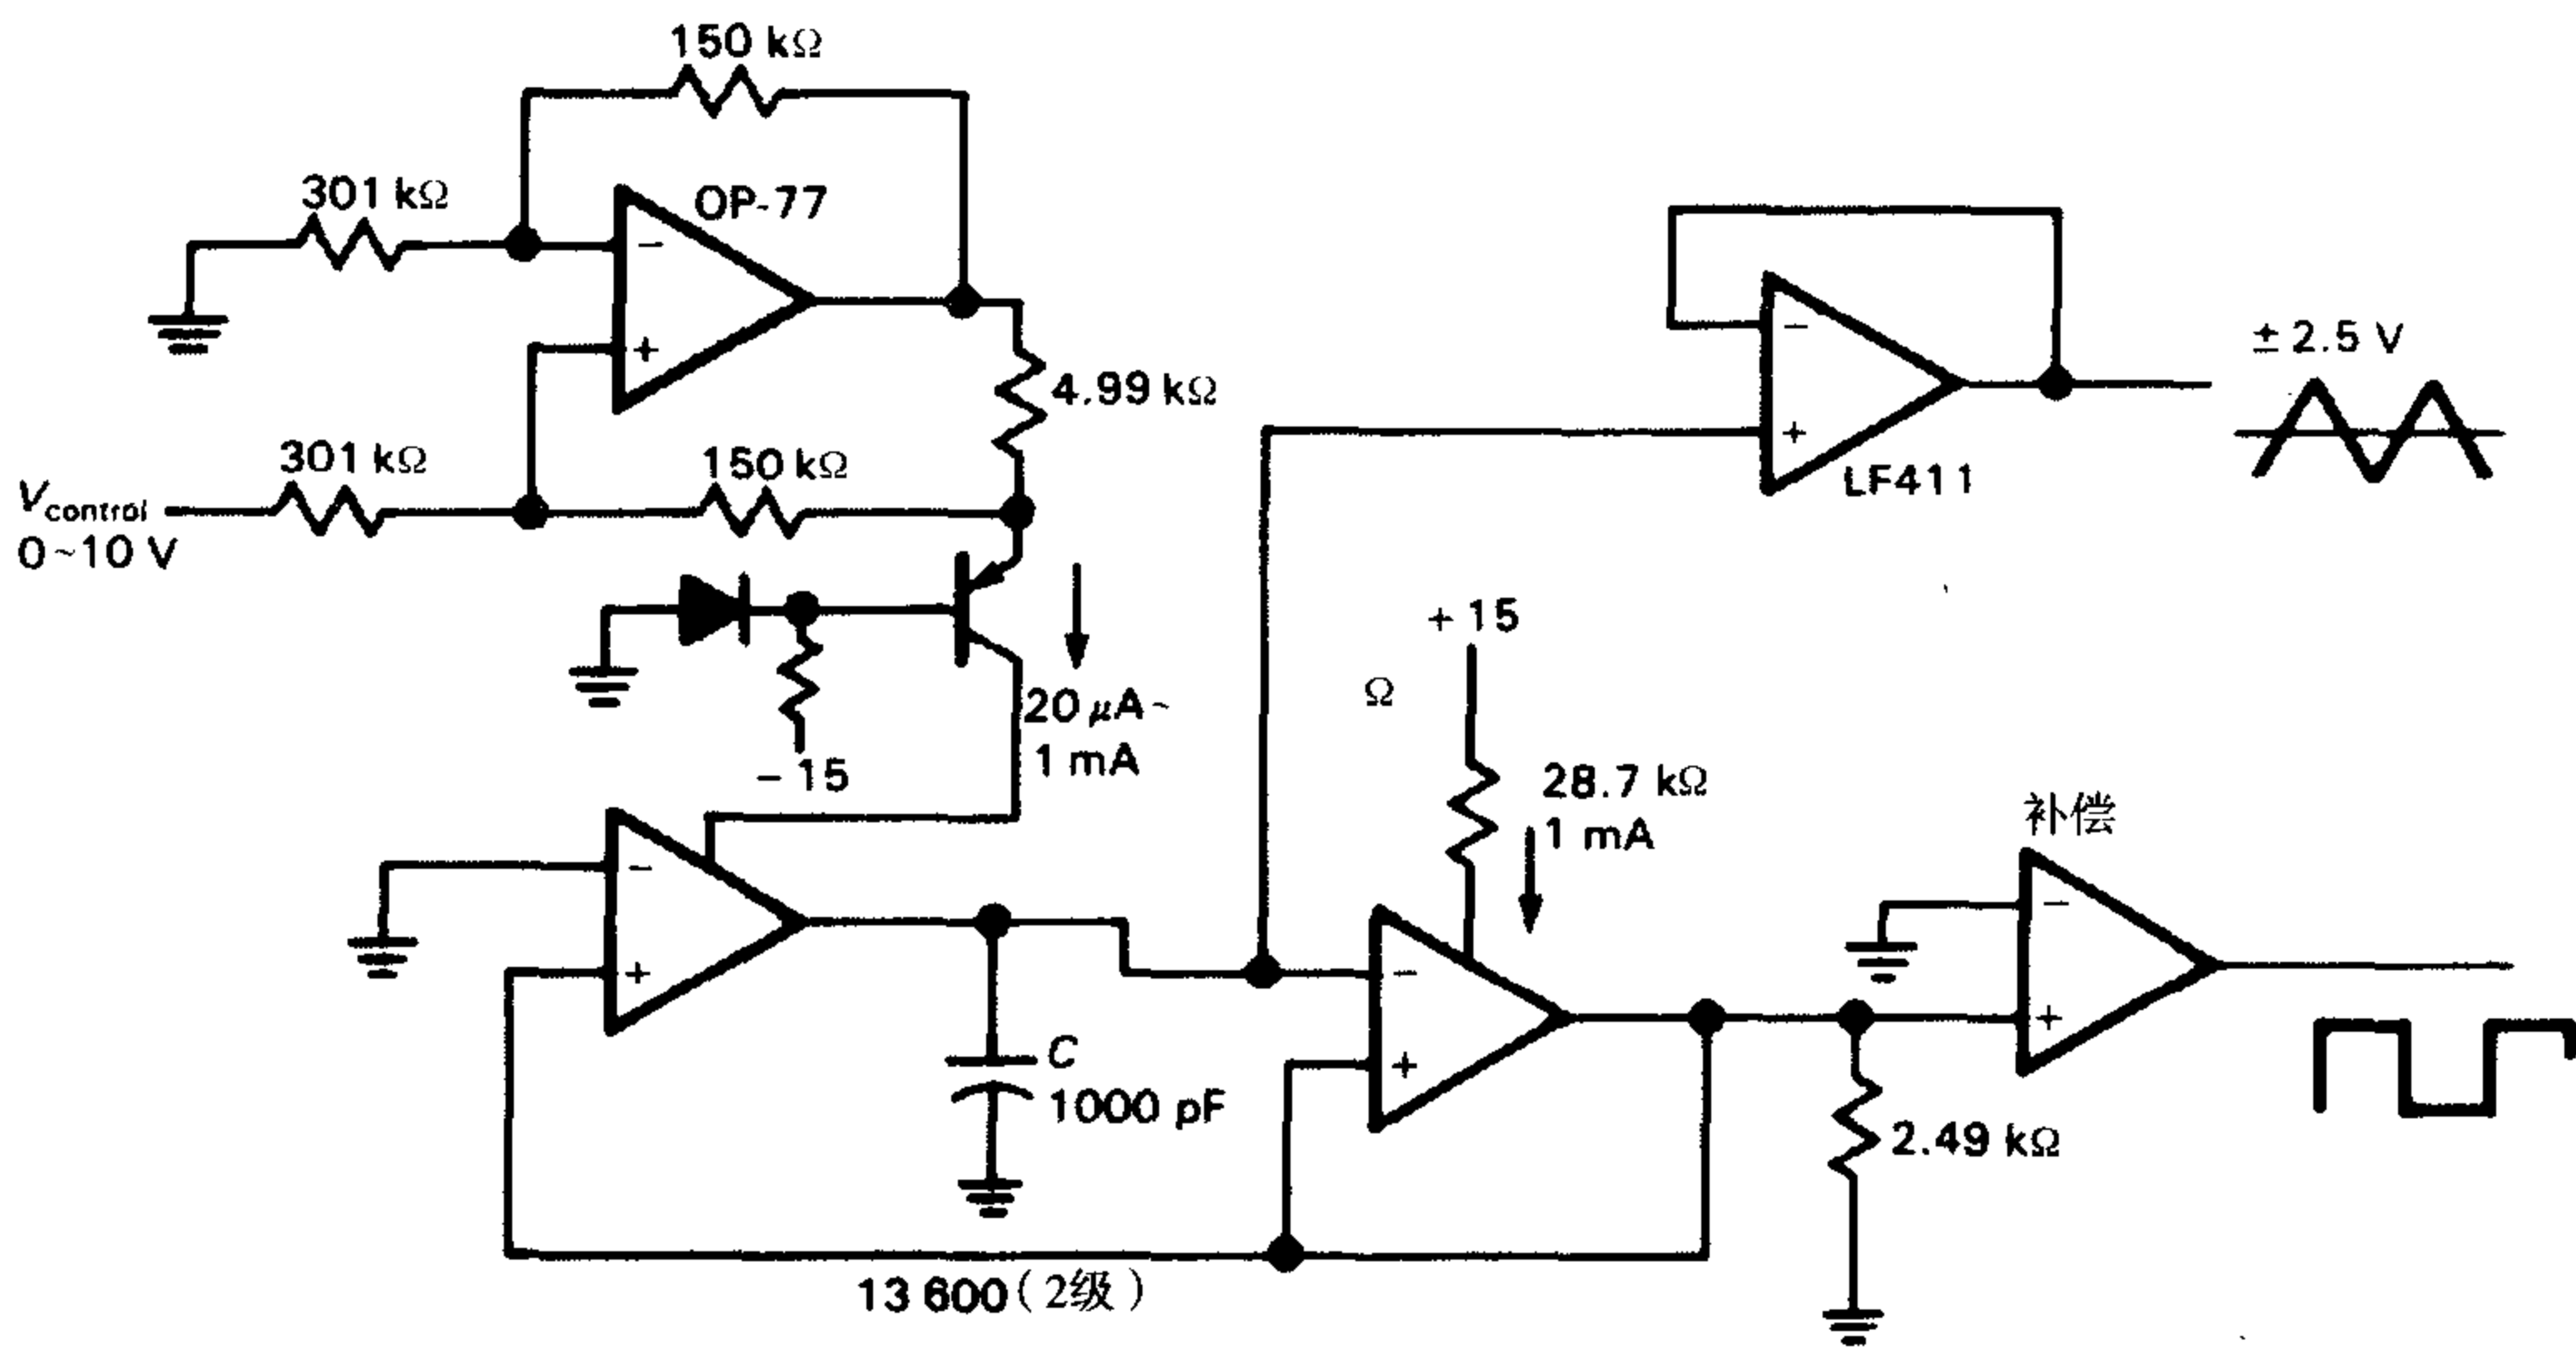 150 kΩ
301 kΩ
OP-77
−
+
4.99 kΩ
301 kΩ
150 kΩ
Vcontrol
0~10 V
−15
20 μA~
1 mA
−
+
± 2.5 V
LF411
+15
Ω
28.7 kΩ
1 mA
−
+
C
1000 pF
−
+
补偿
−
+
2.49 kΩ
13 600(2级)